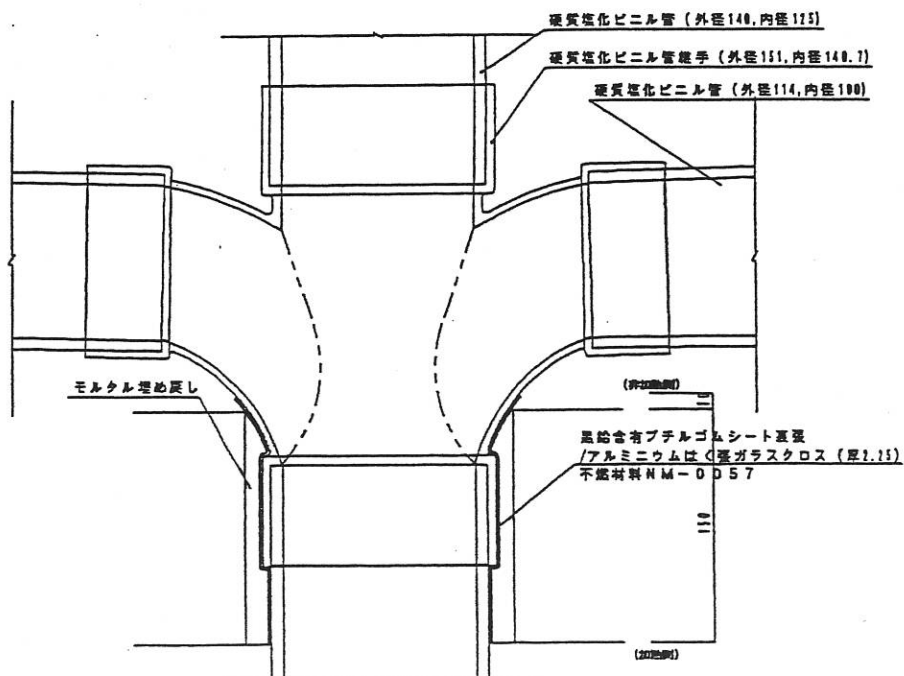 硬質塩化ビニル管 (外径140,内径125)
硬質塩化ビニル管継手 (外径151,内径140.7)
硬質塩化ビニル管 (外径114,内径100)
モルタル埋め戻し
(非加熱側)
10
黒鉛含有ブチルゴムシート裏張
/アルミニウムはく張ガラスクロス (厚2.25)
不燃材料NM-0057
150
(加熱側)